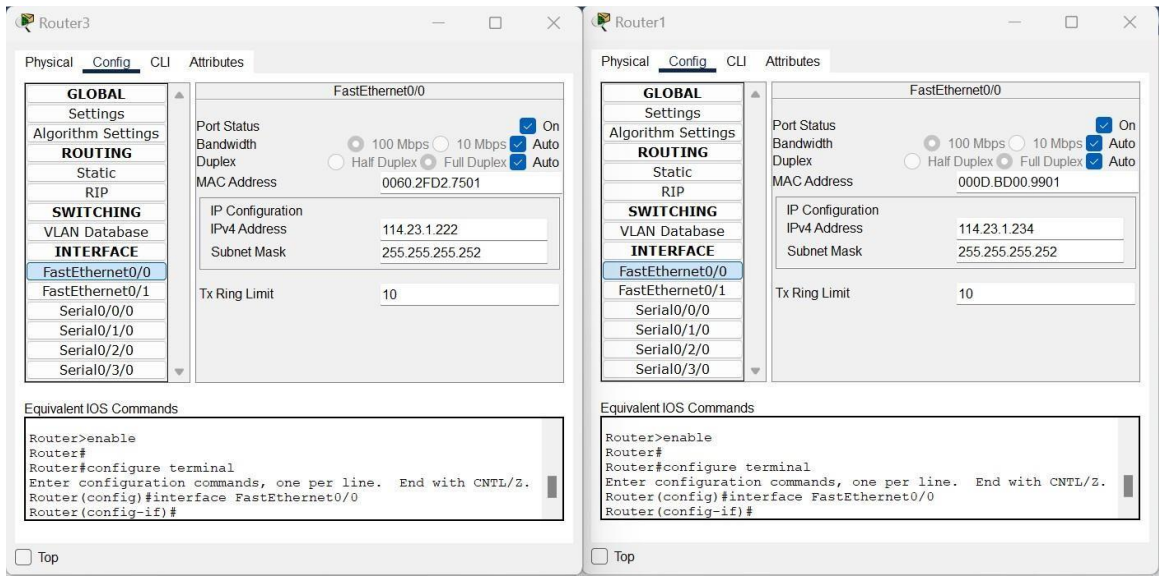 Router3
Physical Config CLI Attributes
GLOBAL
Settings
Algorithm Settings
ROUTING
Static
RIP
SWITCHING
VLAN Database
INTERFACE
FastEthernet0/0
FastEthernet0/1
Serial0/0/0
Serial0/1/0
Serial0/2/0
Serial0/3/0
FastEthernet0/0
Port Status On
Bandwidth 100 Mbps 10 Mbps Auto
Duplex Half Duplex Full Duplex Auto
MAC Address 0060.2FD2.7501
IP Configuration
IPv4 Address 114.23.1.222
Subnet Mask 255.255.255.252
Tx Ring Limit 10
Equivalent IOS Commands
Router>enable
Router#
Router#configure terminal
Enter configuration commands, one per line. End with CNTL/Z.
Router(config)#interface FastEthernet0/0
Router(config-if)#
Top
Router1
Physical Config CLI Attributes
GLOBAL
Settings
Algorithm Settings
ROUTING
Static
RIP
SWITCHING
VLAN Database
INTERFACE
FastEthernet0/0
FastEthernet0/1
Serial0/0/0
Serial0/1/0
Serial0/2/0
Serial0/3/0
FastEthernet0/0
Port Status On
Bandwidth 100 Mbps 10 Mbps Auto
Duplex Half Duplex Full Duplex Auto
MAC Address 000D.BD00.9901
IP Configuration
IPv4 Address 114.23.1.234
Subnet Mask 255.255.255.252
Tx Ring Limit 10
Equivalent IOS Commands
Router>enable
Router#
Router#configure terminal
Enter configuration commands, one per line. End with CNTL/Z.
Router(config)#interface FastEthernet0/0
Router(config-if)#
Top